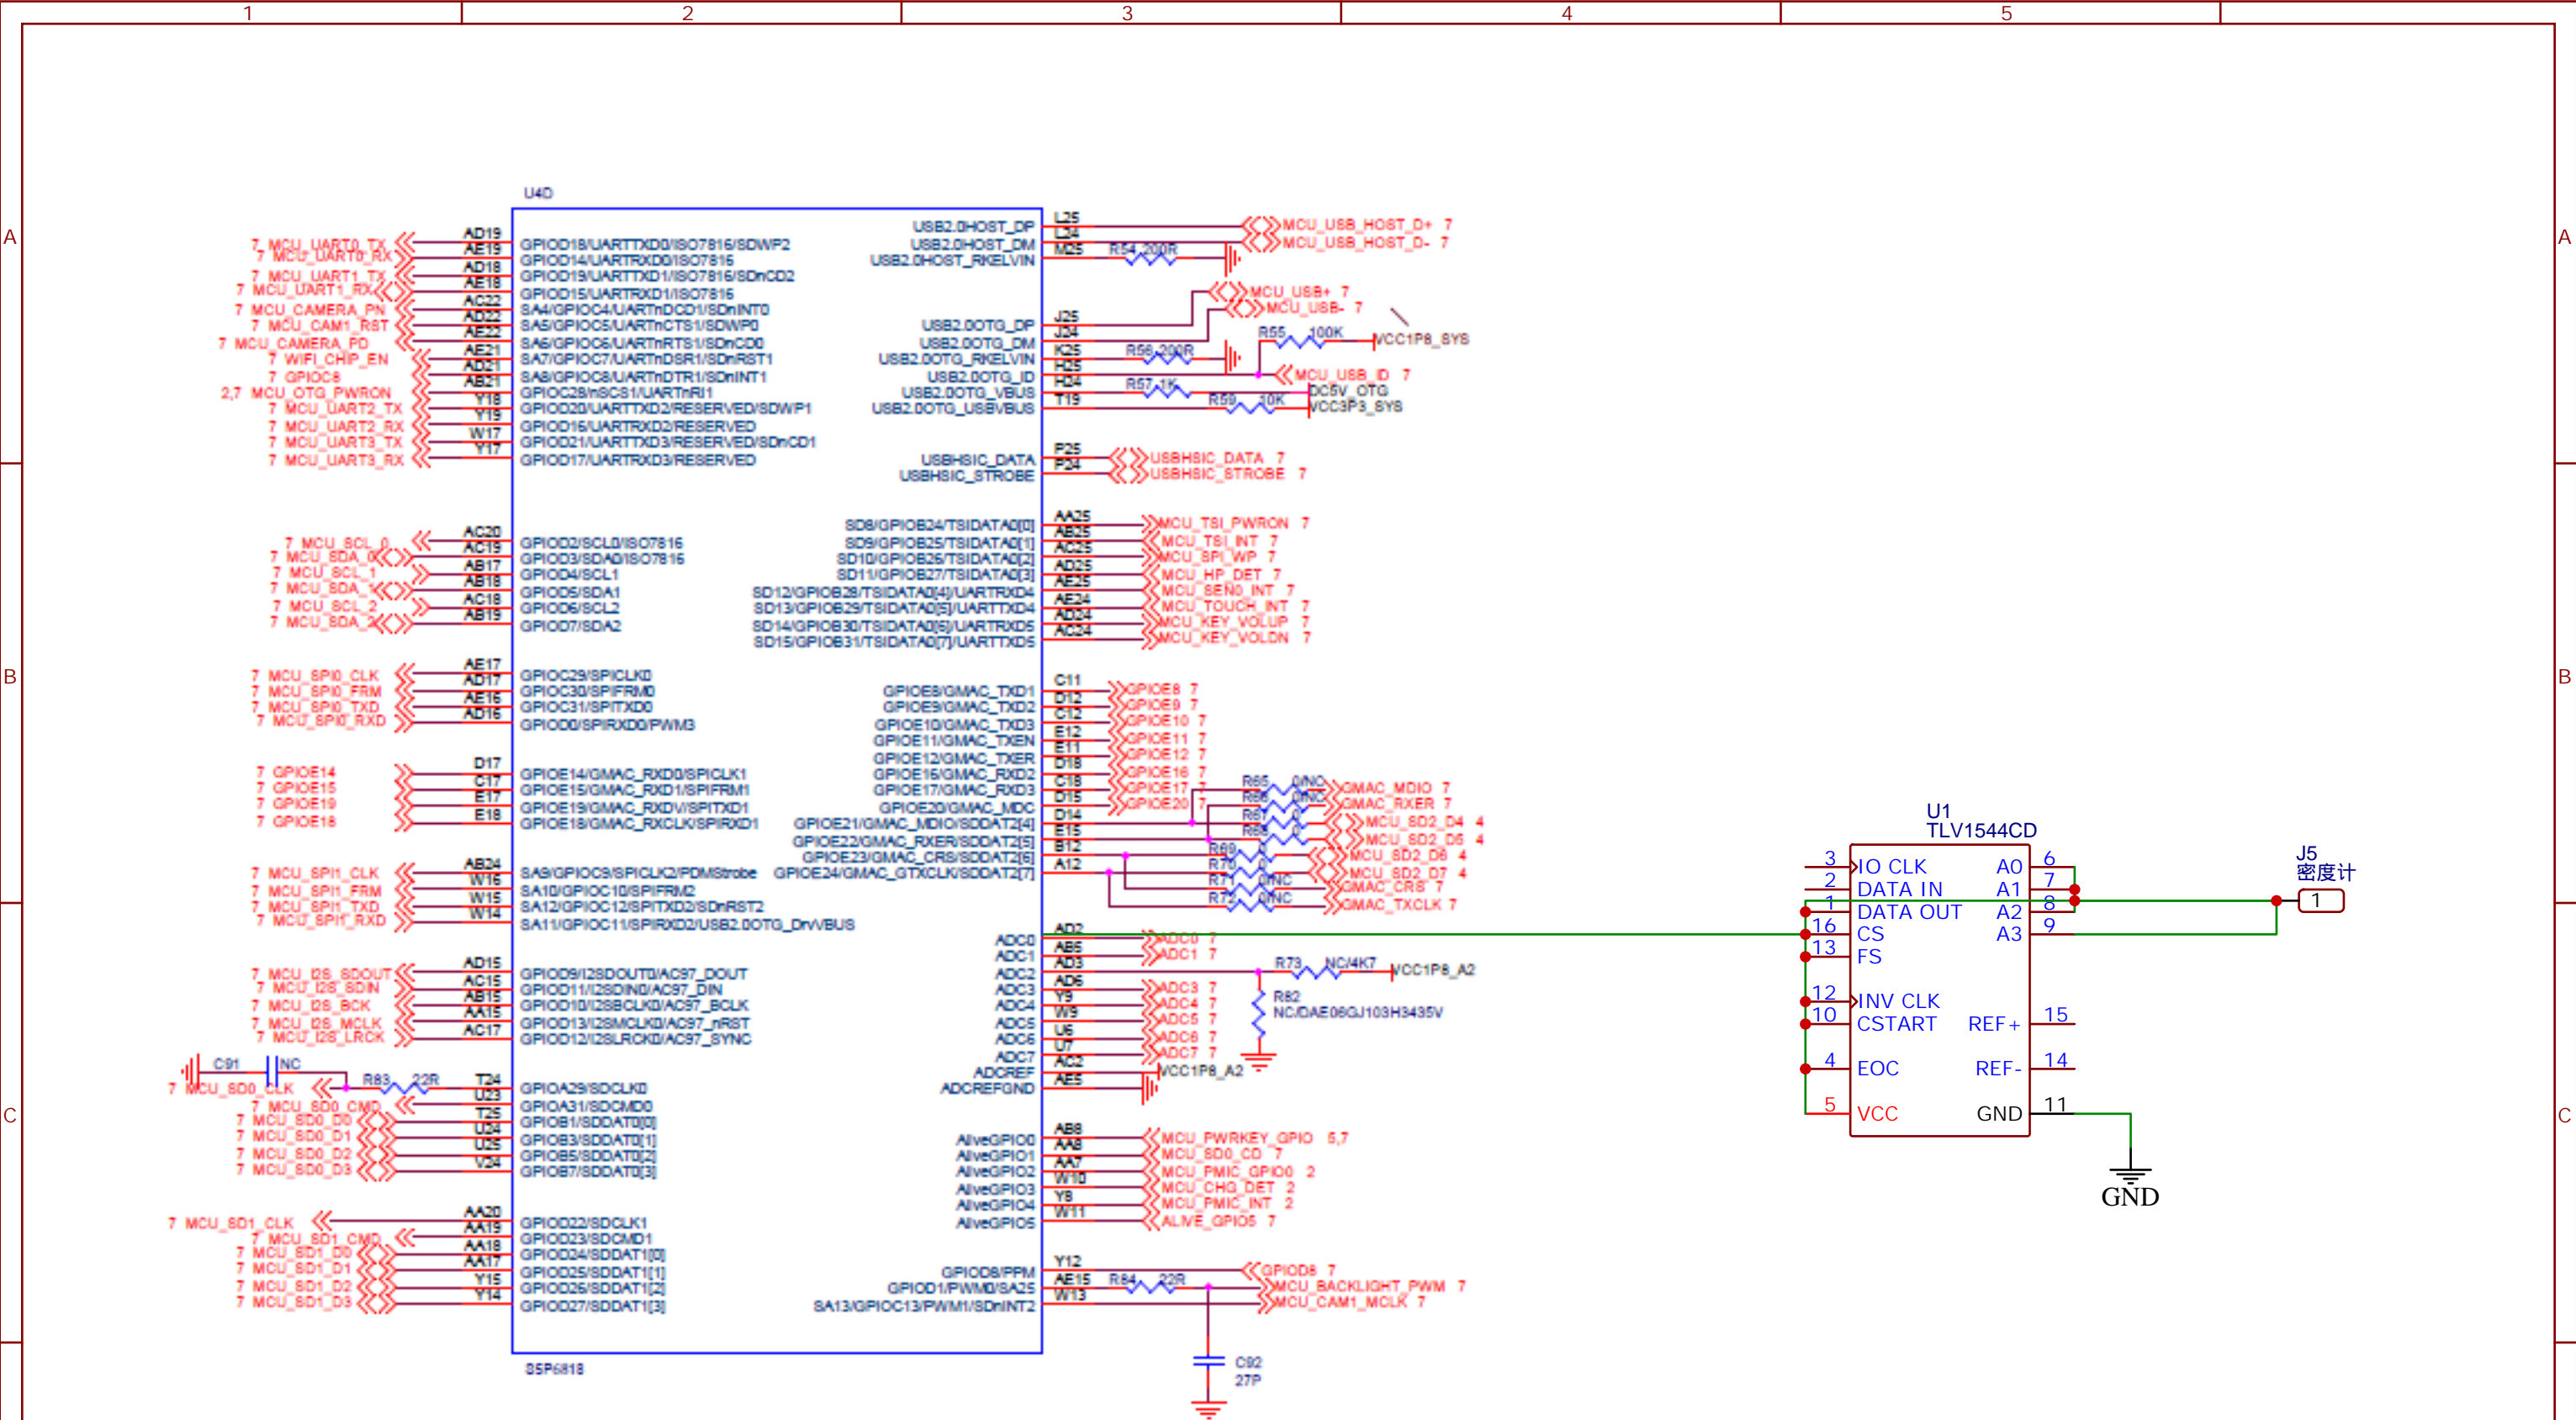 1 2 3 4 5
A A
B B
C C
U4D
7 MCU_UART0_TX AD19 GPIOD18/UARTTXD0/ISO7816/SDWP2
7 MCU_UART0_RX AE19 GPIOD14/UARTRXD0/ISO7816
7 MCU_UART1_TX AD18 GPIOD19/UARTTXD1/ISO7816/SDnCD2
7 MCU_UART1_RX AE18 GPIOD15/UARTRXD1/ISO7816
7 MCU_CAMERA_PN AC22 SA4/GPIOC4/UARTnDCD1/SDnINT0
7 MCU_CAM1_RST AD22 SA5/GPIOC5/UARTnCTS1/SDWP0
7 MCU_CAMERA_PD AE22 SA6/GPIOC6/UARTnRTS1/SDnCD0
7 WIFI_CHIP_EN AE21 SA7/GPIOC7/UARTnDSR1/SDnRST1
7 GPIOC8 AD21 SA8/GPIOC8/UARTnDTR1/SDnINT1
2,7 MCU_OTG_PWRON AB21 GPIOC28/nSCS1/UARTnRI1
7 MCU_UART2_TX Y18 GPIOD20/UARTTXD2/RESERVED/SDWP1
7 MCU_UART2_RX Y19 GPIOD16/UARTRXD2/RESERVED
7 MCU_UART3_TX W17 GPIOD21/UARTTXD3/RESERVED/SDnCD1
7 MCU_UART3_RX Y17 GPIOD17/UARTRXD3/RESERVED
7 MCU_SCL_0 AC20 GPIOD2/SCL0/ISO7816
7 MCU_SDA_0 AC19 GPIOD3/SDA0/ISO7816
7 MCU_SCL_1 AB17 GPIOD4/SCL1
7 MCU_SDA_1 AB18 GPIOD5/SDA1
7 MCU_SCL_2 AC18 GPIOD6/SCL2
7 MCU_SDA_2 AB19 GPIOD7/SDA2
7 MCU_SPI0_CLK AE17 GPIOC29/SPICLK0
7 MCU_SPI0_FRM AD17 GPIOC30/SPIFRM0
7 MCU_SPI0_TXD AE16 GPIOC31/SPITXD0
7 MCU_SPI0_RXD AD16 GPIOD0/SPIRXD0/PWM3
7 GPIOE14 D17 GPIOE14/GMAC_RXD0/SPICLK1
7 GPIOE15 C17 GPIOE15/GMAC_RXD1/SPIFRM1
7 GPIOE19 E17 GPIOE19/GMAC_RXDV/SPITXD1
7 GPIOE18 E18 GPIOE18/GMAC_RXCLK/SPIRXD1
7 MCU_SPI1_CLK AB24 SA9/GPIOC9/SPICLK2/PDMStrobe
7 MCU_SPI1_FRM W16 SA10/GPIOC10/SPIFRM2
7 MCU_SPI1_TXD W15 SA12/GPIOC12/SPITXD2/SDnRST2
7 MCU_SPI1_RXD W14 SA11/GPIOC11/SPIRXD2/USB2.0OTG_DrvVBUS
7 MCU_I2S_SDOUT AD15 GPIOD9/I2SDOUT0/AC97_DOUT
7 MCU_I2S_SDIN AC15 GPIOD11/I2SDIN0/AC97_DIN
7 MCU_I2S_BCK AB15 GPIOD10/I2SBCLK0/AC97_BCLK
7 MCU_I2S_MCLK AA15 GPIOD13/I2SMCLK0/AC97_nRST
7 MCU_I2S_LRCK AC17 GPIOD12/I2SLRCK0/AC97_SYNC
C91 NC
7 MCU_SD0_CLK R83 22R T24 GPIOA29/SDCLK0
7 MCU_SD0_CMD U23 GPIOA31/SDCMD0
7 MCU_SD0_D0 T25 GPIOB1/SDDAT0[0]
7 MCU_SD0_D1 U24 GPIOB3/SDDAT0[1]
7 MCU_SD0_D2 U25 GPIOB5/SDDAT0[2]
7 MCU_SD0_D3 V24 GPIOB7/SDDAT0[3]
7 MCU_SD1_CLK AA20 GPIOD22/SDCLK1
7 MCU_SD1_CMD AA19 GPIOD23/SDCMD1
7 MCU_SD1_D0 AA18 GPIOD24/SDDAT1[0]
7 MCU_SD1_D1 AA17 GPIOD25/SDDAT1[1]
7 MCU_SD1_D2 Y15 GPIOD26/SDDAT1[2]
7 MCU_SD1_D3 Y14 GPIOD27/SDDAT1[3]
S5P6818
USB2.0HOST_DP L25 MCU_USB_HOST_D+ 7
USB2.0HOST_DM L24 MCU_USB_HOST_D- 7
USB2.0HOST_RKELVIN M25 R54 200R
MCU_USB+ 7
MCU_USB- 7
USB2.0OTG_DP J25
USB2.0OTG_DM J24 R55 100K VCC1P8_SYS
USB2.0OTG_RKELVIN K25 R56 200R
USB2.0OTG_ID H25 MCU_USB_ID 7
USB2.0OTG_VBUS H24 R57 1K DC5V_OTG
USB2.0OTG_USBVBUS T19 R59 10K VCC3P3_SYS
USBHSIC_DATA P25 USBHSIC_DATA 7
USBHSIC_STROBE P24 USBHSIC_STROBE 7
SD8/GPIOB24/TSIDATA0[0] AA25 MCU_TSI_PWRON 7
SD9/GPIOB25/TSIDATA0[1] AB25 MCU_TSI_INT 7
SD10/GPIOB26/TSIDATA0[2] AC25 MCU_SPI_WP 7
SD11/GPIOB27/TSIDATA0[3] AD25 MCU_HP_DET 7
SD12/GPIOB28/TSIDATA0[4]/UARTRXD4 AE25 MCU_SEN0_INT 7
SD13/GPIOB29/TSIDATA0[5]/UARTTXD4 AE24 MCU_TOUCH_INT 7
SD14/GPIOB30/TSIDATA0[6]/UARTRXD5 AD24 MCU_KEY_VOLUP 7
SD15/GPIOB31/TSIDATA0[7]/UARTTXD5 AC24 MCU_KEY_VOLDN 7
GPIOE8/GMAC_TXD1 C11 GPIOE8 7
GPIOE9/GMAC_TXD2 D12 GPIOE9 7
GPIOE10/GMAC_TXD3 C12 GPIOE10 7
GPIOE11/GMAC_TXEN E12 GPIOE11 7
GPIOE12/GMAC_TXER E11 GPIOE12 7
GPIOE16/GMAC_RXD2 D18 GPIOE16 7
GPIOE17/GMAC_RXD3 C18 GPIOE17 7 R65 0/NC GMAC_MDIO 7
GPIOE20/GMAC_MDC D15 GPIOE20 7 R66 0/NC GMAC_RXER 7
GPIOE21/GMAC_MDIO/SDDAT2[4] D14 R67 0 MCU_SD2_D4 4
GPIOE22/GMAC_RXER/SDDAT2[5] E15 R68 0 MCU_SD2_D5 4
GPIOE23/GMAC_CRS/SDDAT2[6] B12 R69 0 MCU_SD2_D6 4
GPIOE24/GMAC_GTXCLK/SDDAT2[7] A12 R70 0 MCU_SD2_D7 4
R71 0/NC GMAC_CRS 7
R72 0/NC GMAC_TXCLK 7
ADC0 AD2 ADC0 7
ADC1 AB5 ADC1 7
ADC2 AD3 R73 NC/4K7 VCC1P8_A2
ADC3 AD6 ADC3 7
ADC4 Y9 ADC4 7
ADC5 W9 ADC5 7
ADC6 U6 ADC6 7
ADC7 U7 ADC7 7
R82
NC/DAE06GJ103H3435V
ADCREF AC2 VCC1P8_A2
ADCREFGND AE5
AliveGPIO0 AB8 MCU_PWRKEY_GPIO 5,7
AliveGPIO1 AA8 MCU_SD0_CD 7
AliveGPIO2 AA7 MCU_PMIC_GPIO0 2
AliveGPIO3 W10 MCU_CHG_DET 2
AliveGPIO4 Y8 MCU_PMIC_INT 2
AliveGPIO5 W11 ALIVE_GPIO5 7
GPIOD8/PPM Y12 GPIOD8 7
GPIOD1/PWM0/SA25 AE15 R84 22R MCU_BACKLIGHT_PWM 7
SA13/GPIOC13/PWM1/SDnINT2 W13 MCU_CAM1_MCLK 7
C92
27P
U1
TLV1544CD
3 IO CLK A0 6
2 DATA IN A1 7
1 DATA OUT A2 8
16 CS A3 9
13 FS
12 INV CLK
10 CSTART REF+ 15
4 EOC REF- 14
5 VCC GND 11
GND
J5
密度计
1